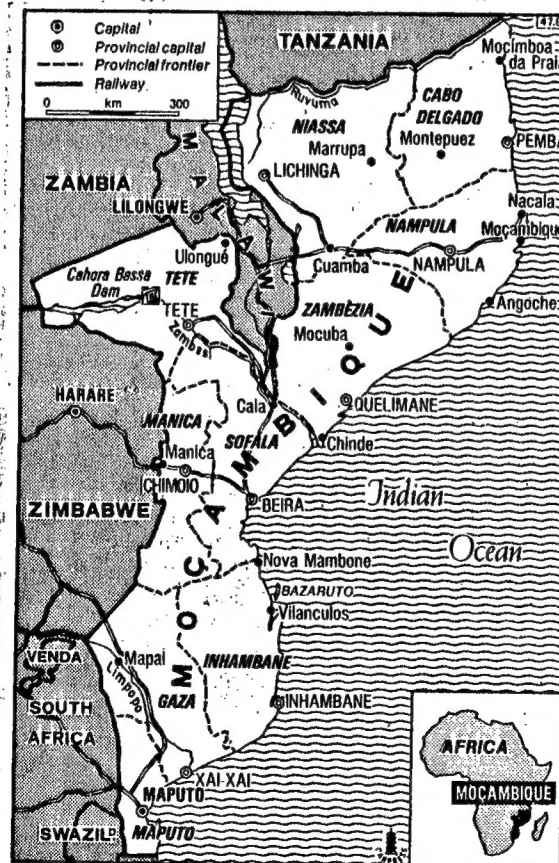 Capital
Provincial capital
Provincial frontier
Railway
0 km 300
TANZANIA
Moçímboa
da Praia
Ruvuma
CABO
DELGADO
NIASSA
Montepuez
Marrupa
PEMBA
LICHINGA
MALAWI
ZAMBIA
LILONGWE
NAMPULA
Nacala
Moçambique
Ulongue
Cuamba
NAMPULA
Cahora Bassa
Dam
TETE
TETE
ZAMBÉZIA
Angoche
Mocuba
MOÇAMBIQUE
HARARE
MANICA
Caia
QUELIMANE
SOFALA
Chinde
Manica
CHIMOIO
ZIMBABWE
BEIRA
Indian
Ocean
Nova Mambone
BAZARUTO
Vilanculos
VENDA
Mapai
INHAMBANE
Limpopo
GAZA
SOUTH
AFRICA
INHAMBANE
XAI XAI
MAPUTO
SWAZILD
MAPUTO
AFRICA
MOÇAMBIQUE